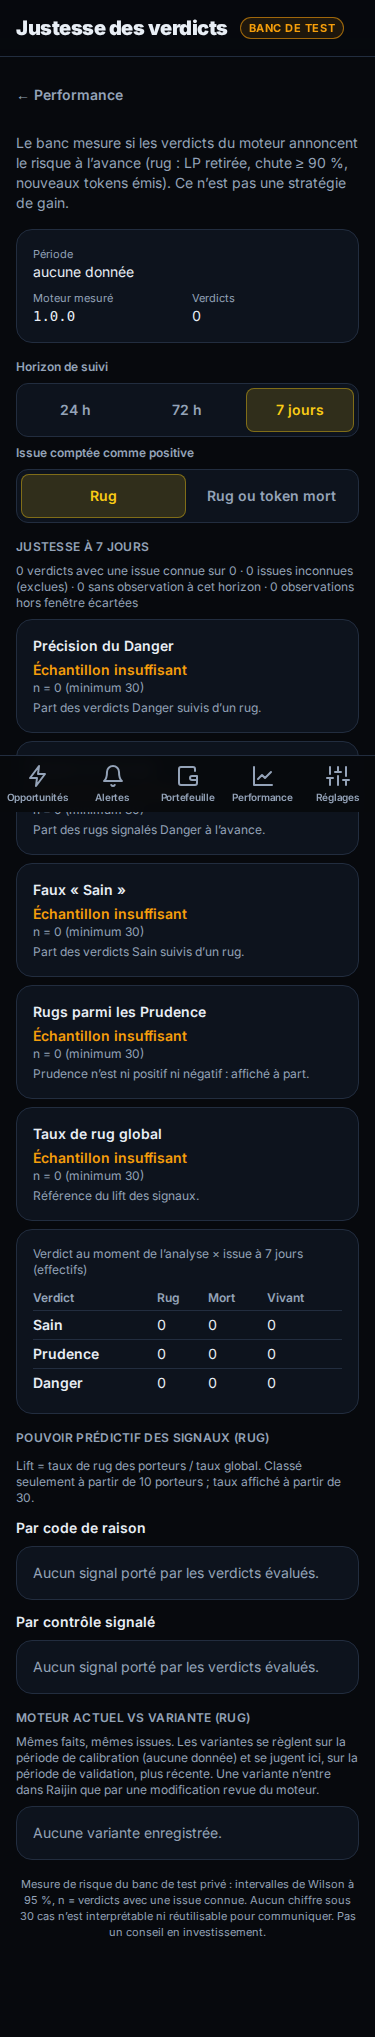 Justesse des verdicts
BANC DE TEST
← Performance
Le banc mesure si les verdicts du moteur annoncent
le risque à l’avance (rug : LP retirée, chute ≥ 90 %,
nouveaux tokens émis). Ce n’est pas une stratégie
de gain.
Période
aucune donnée
Moteur mesuré
Verdicts
1.0.0
0
Horizon de suivi
24 h
72 h
7 jours
Issue comptée comme positive
Rug
Rug ou token mort
JUSTESSE À 7 JOURS
0 verdicts avec une issue connue sur 0 · 0 issues inconnues
(exclues) · 0 sans observation à cet horizon · 0 observations
hors fenêtre écartées
Précision du Danger
Échantillon insuffisant
n = 0 (minimum 30)
Part des verdicts Danger suivis d’un rug.
Opportunités
Alertes
Portefeuille
Performance
Réglages
Part des rugs signalés Danger à l’avance.
Faux « Sain »
Échantillon insuffisant
n = 0 (minimum 30)
Part des verdicts Sain suivis d’un rug.
Rugs parmi les Prudence
Échantillon insuffisant
n = 0 (minimum 30)
Prudence n’est ni positif ni négatif : affiché à part.
Taux de rug global
Échantillon insuffisant
n = 0 (minimum 30)
Référence du lift des signaux.
Verdict au moment de l’analyse × issue à 7 jours
(effectifs)
Verdict Rug Mort Vivant
Sain 0 0 0
Prudence 0 0 0
Danger 0 0 0
POUVOIR PRÉDICTIF DES SIGNAUX (RUG)
Lift = taux de rug des porteurs / taux global. Classé
seulement à partir de 10 porteurs ; taux affiché à partir de
30.
Par code de raison
Aucun signal porté par les verdicts évalués.
Par contrôle signalé
Aucun signal porté par les verdicts évalués.
MOTEUR ACTUEL VS VARIANTE (RUG)
Mêmes faits, mêmes issues. Les variantes se règlent sur la
période de calibration (aucune donnée) et se jugent ici, sur la
période de validation, plus récente. Une variante n’entre
dans Raijin que par une modification revue du moteur.
Aucune variante enregistrée.
Mesure de risque du banc de test privé : intervalles de Wilson à
95 %, n = verdicts avec une issue connue. Aucun chiffre sous
30 cas n’est interprétable ni réutilisable pour communiquer. Pas
un conseil en investissement.